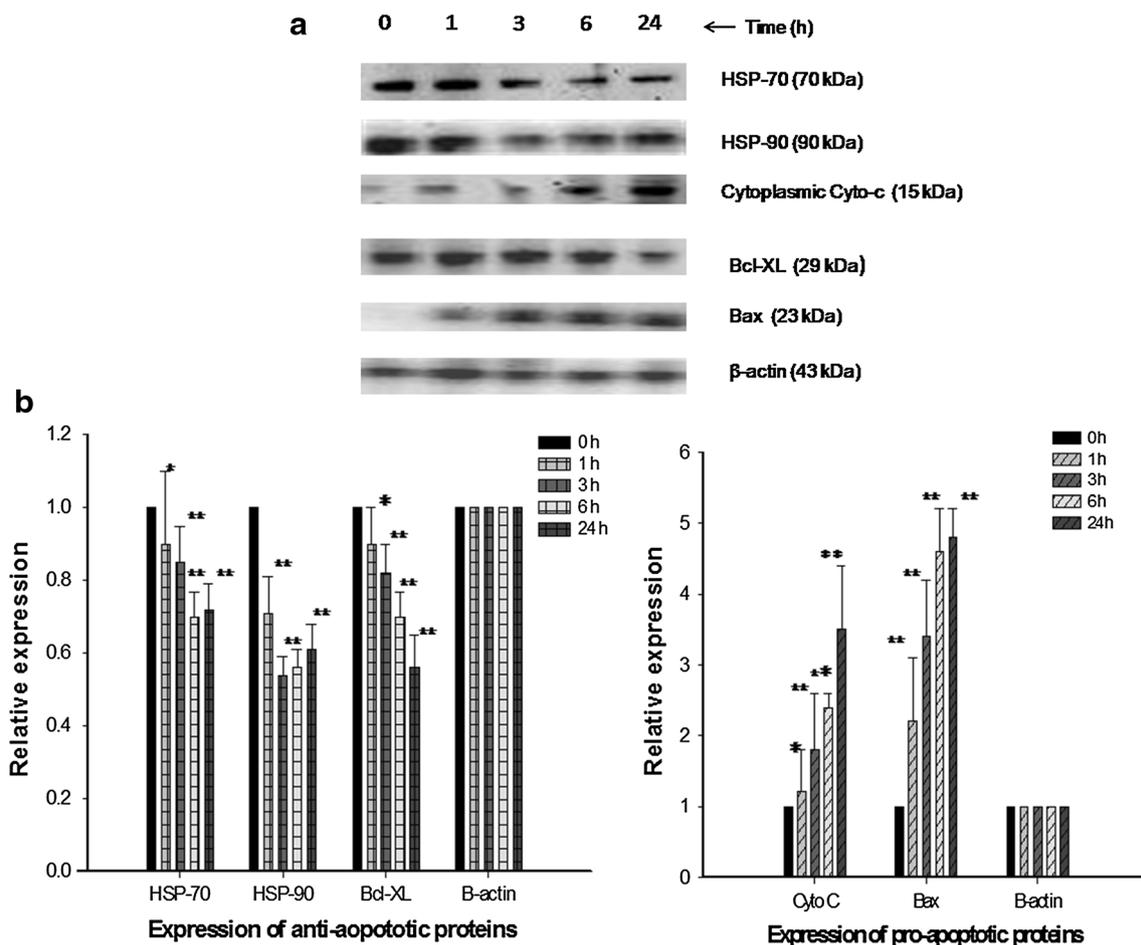 a
0 1 3 6 24 ← Time (h)
HSP-70 (70 kDa)
HSP-90 (90 kDa)
Cytoplasmic Cyto-c (15 kDa)
Bcl-XL (29 kDa)
Bax (23 kDa)
β-actin (43 kDa)
b
Relative expression
1.2
1.0
0.8
0.6
0.4
0.2
0.0
0h
1h
3h
6h
24h
* ** ** **
** ** **
* ** ** **
HSP-70 HSP-90 Bcl-XL B-actin
Expression of anti-aopototic proteins
Relative expression
6
5
4
3
2
1
0
0h
1h
3h
6h
24h
* ** ** **
** ** ** **
Cyto C Bax B-actin
Expression of pro-apoptotic proteins